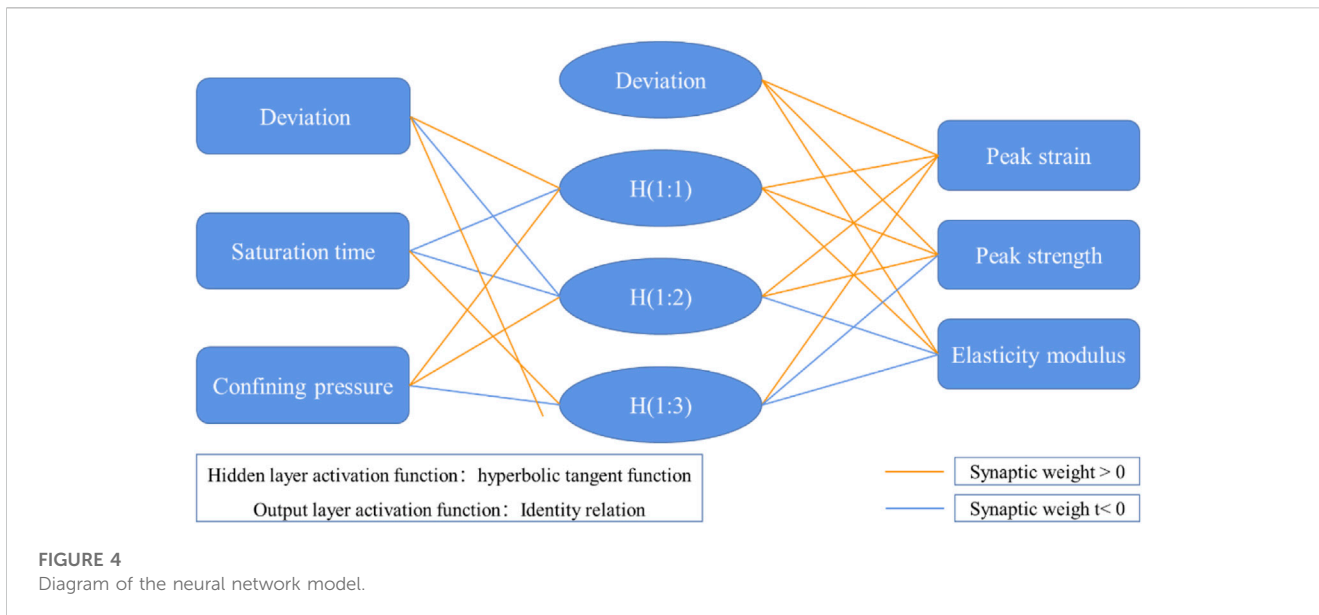 Deviation
Saturation time
Confining pressure
Deviation
H(1:1)
H(1:2)
H(1:3)
Peak strain
Peak strength
Elasticity modulus
Hidden layer activation function：hyperbolic tangent function
Output layer activation function：Identity relation
Synaptic weight > 0
Synaptic weigh t< 0
FIGURE 4
Diagram of the neural network model.